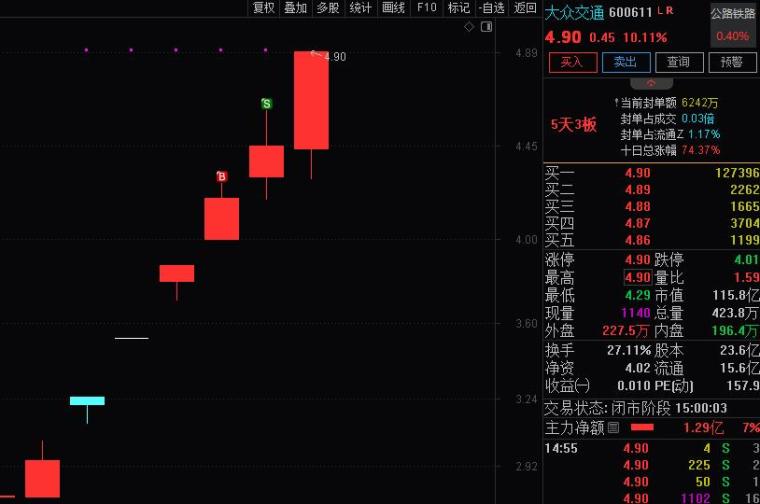 复权 叠加 多股 统计 画线 F10 标记 -自选 返回
4.89
4.90
S
4.45
B
4.00
3.60
3.24
2.92
大众交通 600611 L R
公路铁路
4.90 0.45 10.11%
0.40%
买入 卖出 查询 预警
5天3板
↑当前封单额 6242万
封单占成交 0.03倍
封单占流通Z 1.17%
十日总涨幅 74.37%
买一 4.90 127396
买二 4.89 2262
买三 4.88 1665
买四 4.87 3704
买五 4.86 1199
涨停 4.90 跌停 4.01
最高 4.90 量比 1.59
最低 4.29 市值 115.8亿
现量 1140 总量 423.8万
外盘 227.5万 内盘 196.4万
换手 27.11% 股本 23.6亿
净资 4.02 流通 15.6亿
收益㈠ 0.010 PE(动) 157.9
交易状态: 闭市阶段 15:00:03
主力净额 1.29亿 7%
14:55 4.90 4 S 3
4.90 225 S 2
4.90 50 S 1
4.90 1102 S 16